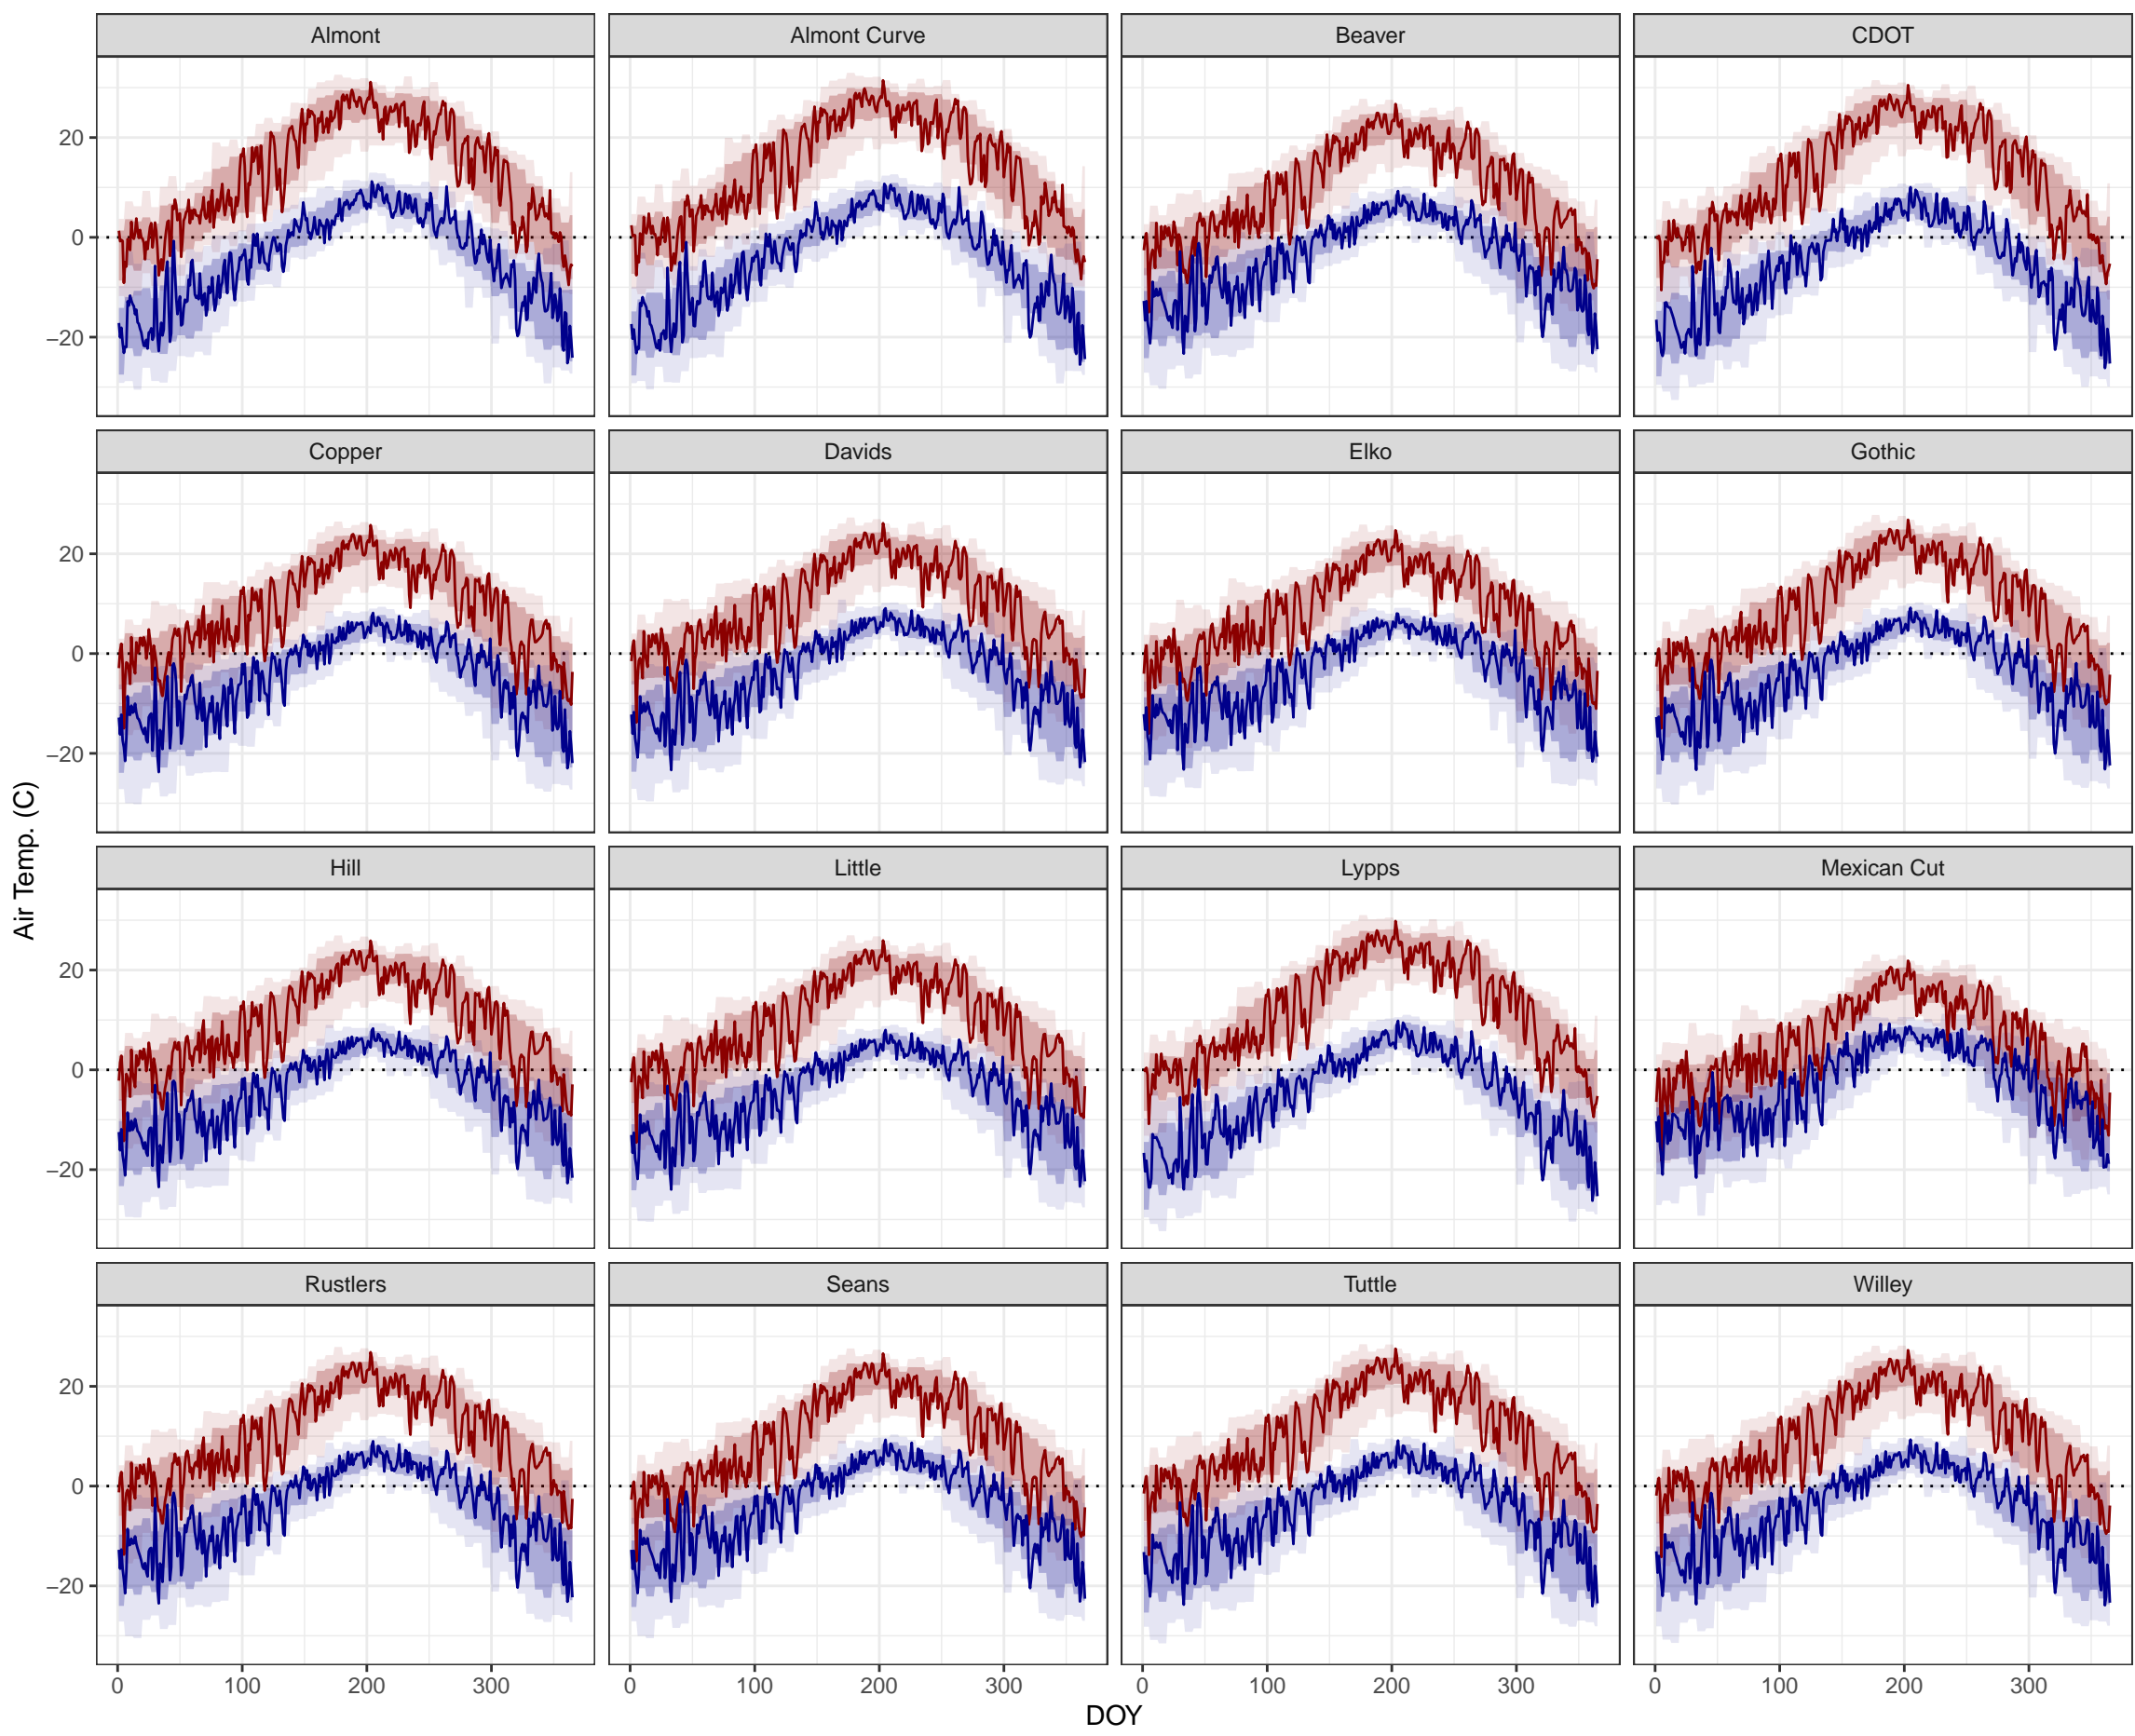 Almont
Almont Curve
Beaver
CDOT
20
0
−20
Copper
Davids
Elko
Gothic
20
0
−20
Air Temp. (C)
Hill
Little
Lypps
Mexican Cut
20
0
−20
Rustlers
Seans
Tuttle
Willey
20
0
−20
0 100 200 300
0 100 200 300
0 100 200 300
0 100 200 300
DOY